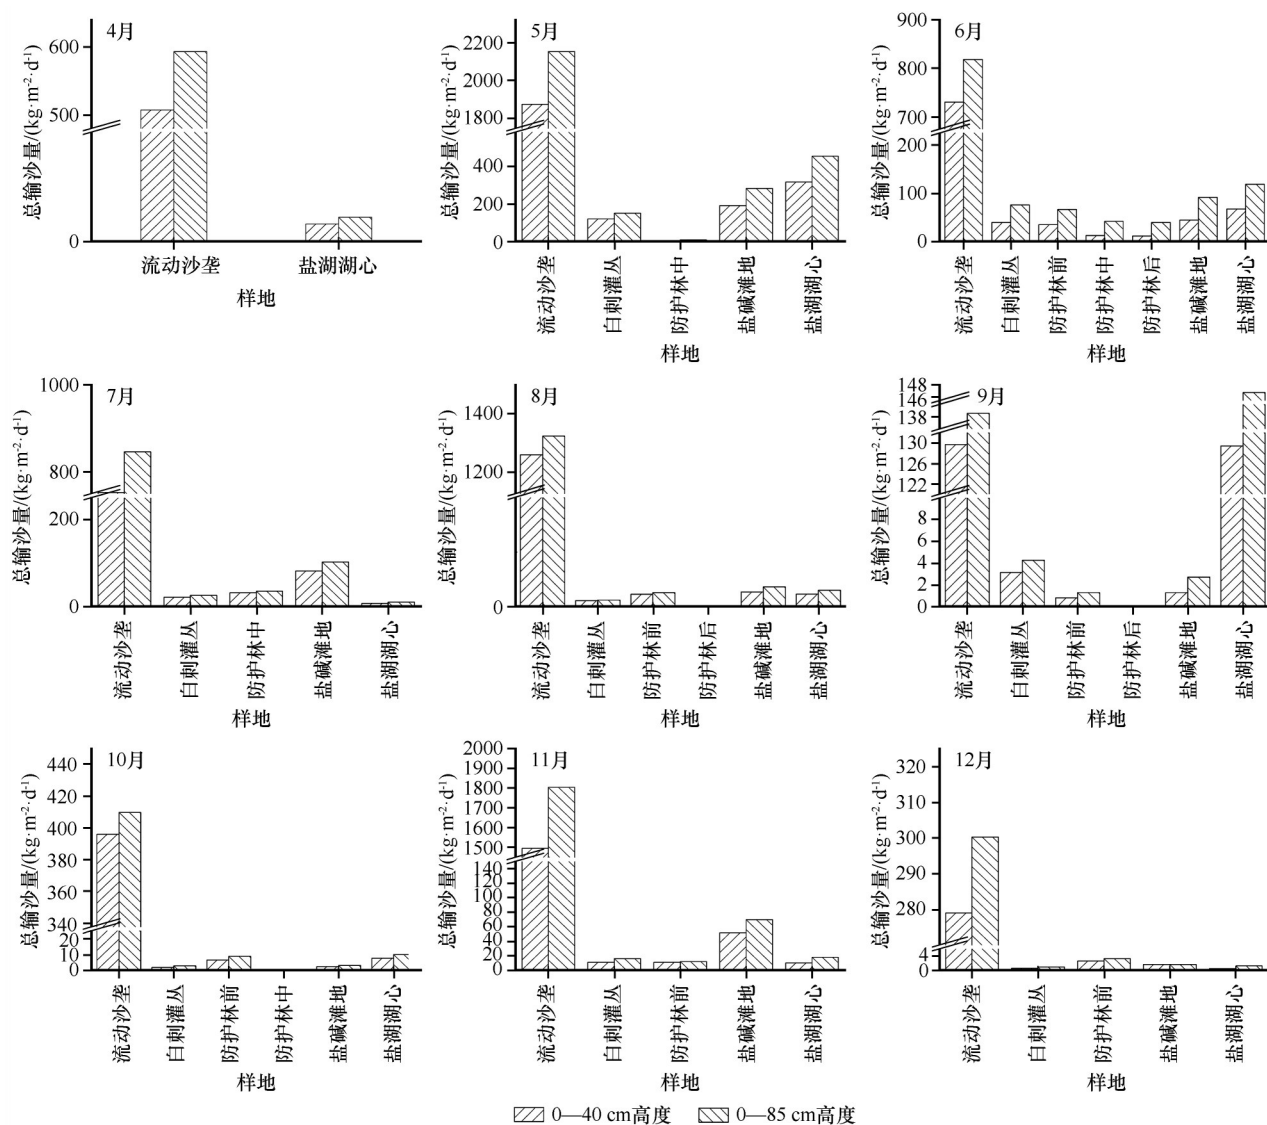 4月
总输沙量/(kg·m⁻²·d⁻¹)
600
500
0
流动沙垄
盐湖湖心
样地
5月
总输沙量/(kg·m⁻²·d⁻¹)
2200
2000
1800
400
200
0
流动沙垄
白刺灌丛
防护林中
盐碱滩地
盐湖湖心
样地
6月
总输沙量/(kg·m⁻²·d⁻¹)
900
800
700
200
100
0
流动沙垄
白刺灌丛
防护林前
防护林中
防护林后
盐碱滩地
盐湖湖心
样地
7月
总输沙量/(kg·m⁻²·d⁻¹)
1000
800
200
0
流动沙垄
白刺灌丛
防护林中
盐碱滩地
盐湖湖心
样地
8月
总输沙量/(kg·m⁻²·d⁻¹)
1400
1200
0
流动沙垄
白刺灌丛
防护林前
防护林后
盐碱滩地
盐湖湖心
样地
9月
总输沙量/(kg·m⁻²·d⁻¹)
148
146
138
130
126
122
8
6
4
2
0
流动沙垄
白刺灌丛
防护林前
防护林后
盐碱滩地
盐湖湖心
样地
10月
总输沙量/(kg·m⁻²·d⁻¹)
440
420
400
380
360
340
20
10
0
流动沙垄
白刺灌丛
防护林前
防护林中
盐碱滩地
盐湖湖心
样地
11月
总输沙量/(kg·m⁻²·d⁻¹)
2000
1900
1800
1700
1600
1500
140
120
100
80
60
40
20
0
流动沙垄
白刺灌丛
防护林前
盐碱滩地
盐湖湖心
样地
12月
总输沙量/(kg·m⁻²·d⁻¹)
320
310
300
290
280
4
0
流动沙垄
白刺灌丛
防护林前
盐碱滩地
盐湖湖心
样地
0—40 cm高度
0—85 cm高度